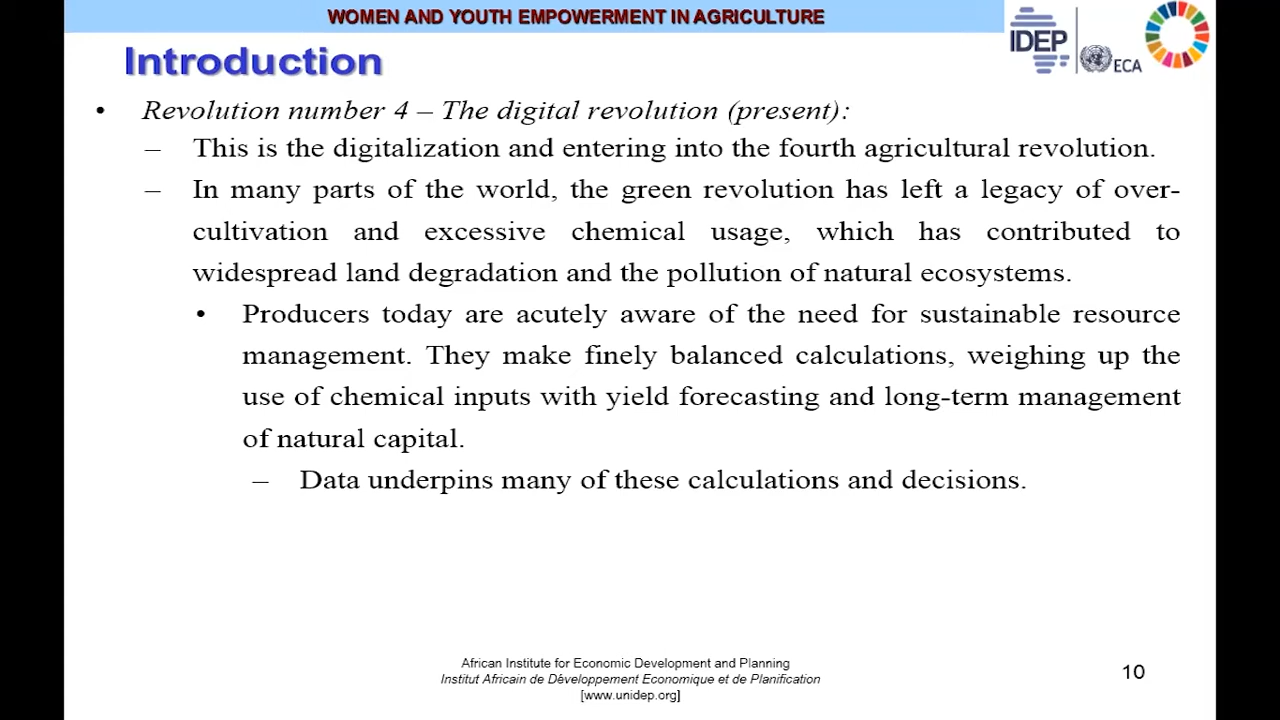 WOMEN AND YOUTH EMPOWERMENT IN AGRICULTURE
IDEP
ECA
Introduction
• Revolution number 4 – The digital revolution (present):
– This is the digitalization and entering into the fourth agricultural revolution.
– In many parts of the world, the green revolution has left a legacy of over-
cultivation and excessive chemical usage, which has contributed to
widespread land degradation and the pollution of natural ecosystems.
• Producers today are acutely aware of the need for sustainable resource
management. They make finely balanced calculations, weighing up the
use of chemical inputs with yield forecasting and long-term management
of natural capital.
– Data underpins many of these calculations and decisions.
African Institute for Economic Development and Planning
Institut Africain de Développement Economique et de Planification
[www.unidep.org]
10